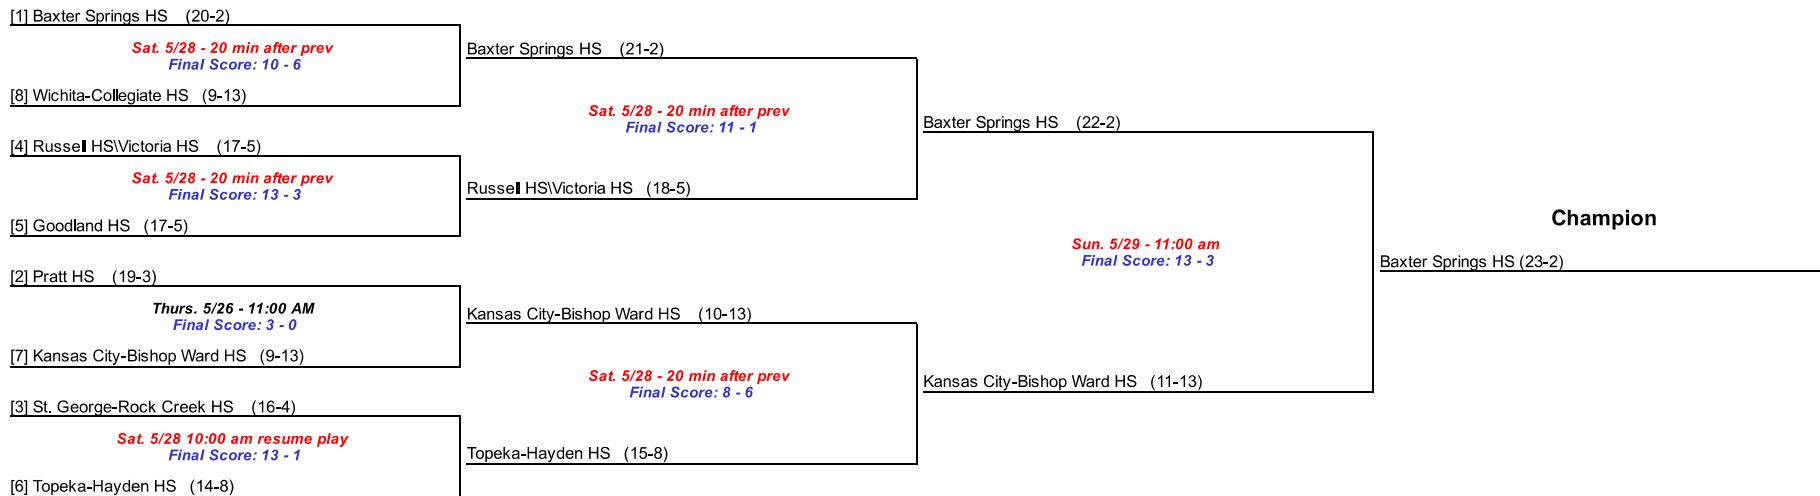 [1] Baxter Springs HS (20-2)
Sat. 5/28 - 20 min after prev
Final Score: 10 - 6
[8] Wichita-Collegiate HS (9-13)
[4] Russell HS\Victoria HS (17-5)
Sat. 5/28 - 20 min after prev
Final Score: 13 - 3
[5] Goodland HS (17-5)
[2] Pratt HS (19-3)
Thurs. 5/26 - 11:00 AM
Final Score: 3 - 0
[7] Kansas City-Bishop Ward HS (9-13)
[3] St. George-Rock Creek HS (16-4)
Sat. 5/28 10:00 am resume play
Final Score: 13 - 1
[6] Topeka-Hayden HS (14-8)
Baxter Springs HS (21-2)
Sat. 5/28 - 20 min after prev
Final Score: 11 - 1
Russell HS\Victoria HS (18-5)
Kansas City-Bishop Ward HS (10-13)
Sat. 5/28 - 20 min after prev
Final Score: 8 - 6
Topeka-Hayden HS (15-8)
Baxter Springs HS (22-2)
Sun. 5/29 - 11:00 am
Final Score: 13 - 3
Kansas City-Bishop Ward HS (11-13)
Champion
Baxter Springs HS (23-2)